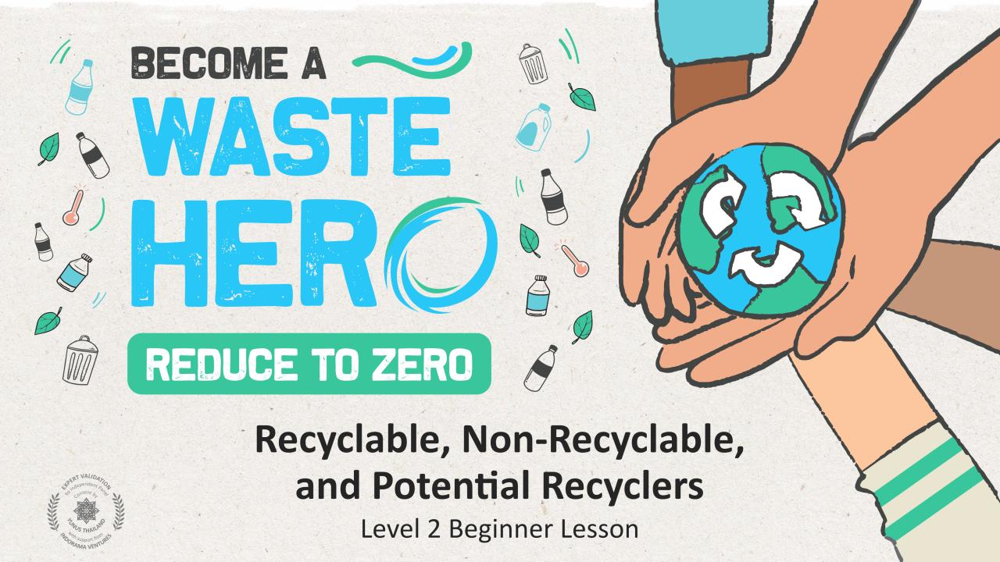 BECOME A
WASTE
HERO
REDUCE TO ZERO
Recyclable, Non-Recyclable,
and Potential Recyclers
Level 2 Beginner Lesson
EXPERT VALIDATION
by Independent Panel
Content by
YUNUS THAILAND
with support from
INDORAMA VENTURES